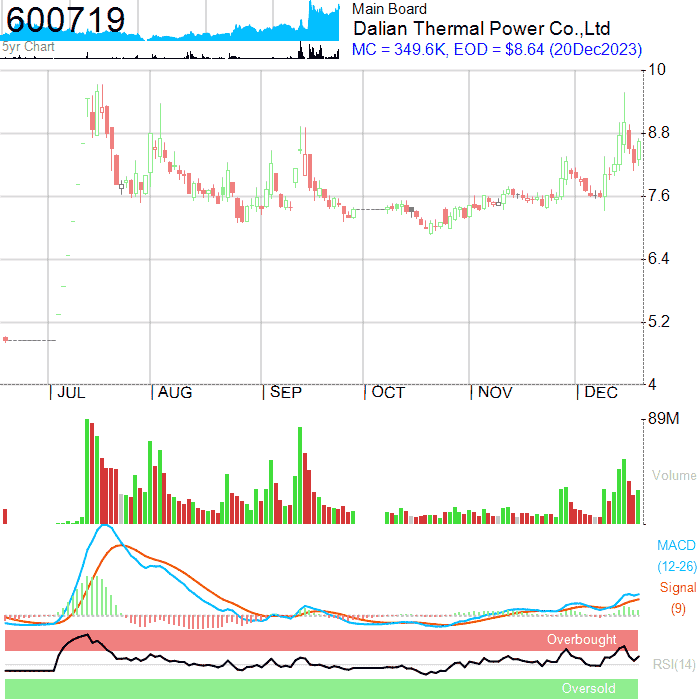 600719
5yr Chart
Main Board
Dalian Thermal Power Co.,Ltd
MC = 349.6K, EOD = $8.64 (20Dec2023)
10
8.8
7.6
6.4
5.2
4
JUL
AUG
SEP
OCT
NOV
DEC
89M
Volume
MACD
(12-26)
Signal
(9)
Overbought
RSI(14)
Oversold